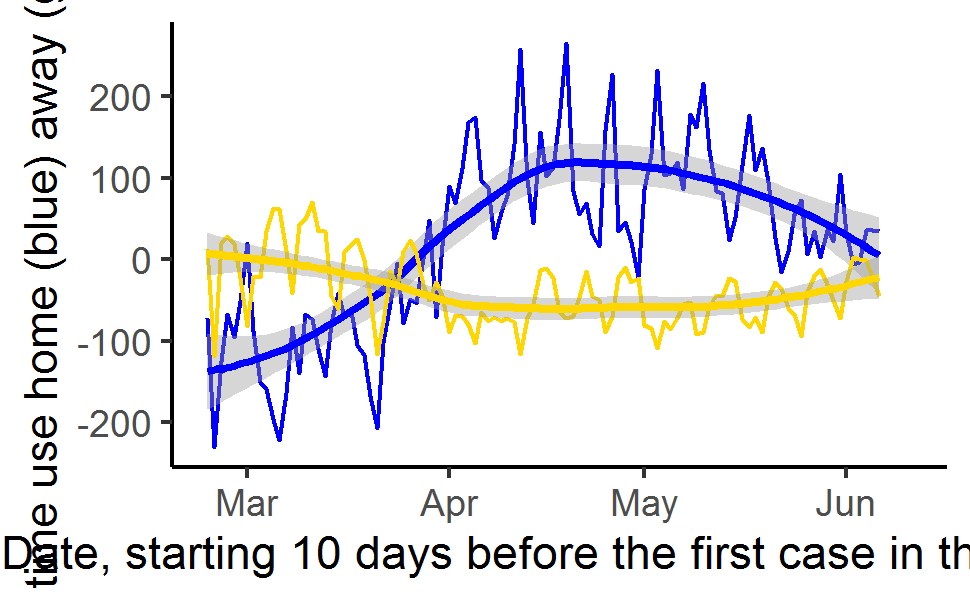 time use home (blue) away (g
200
100
0
-100
-200
Mar Apr May Jun
Date, starting 10 days before the first case in th